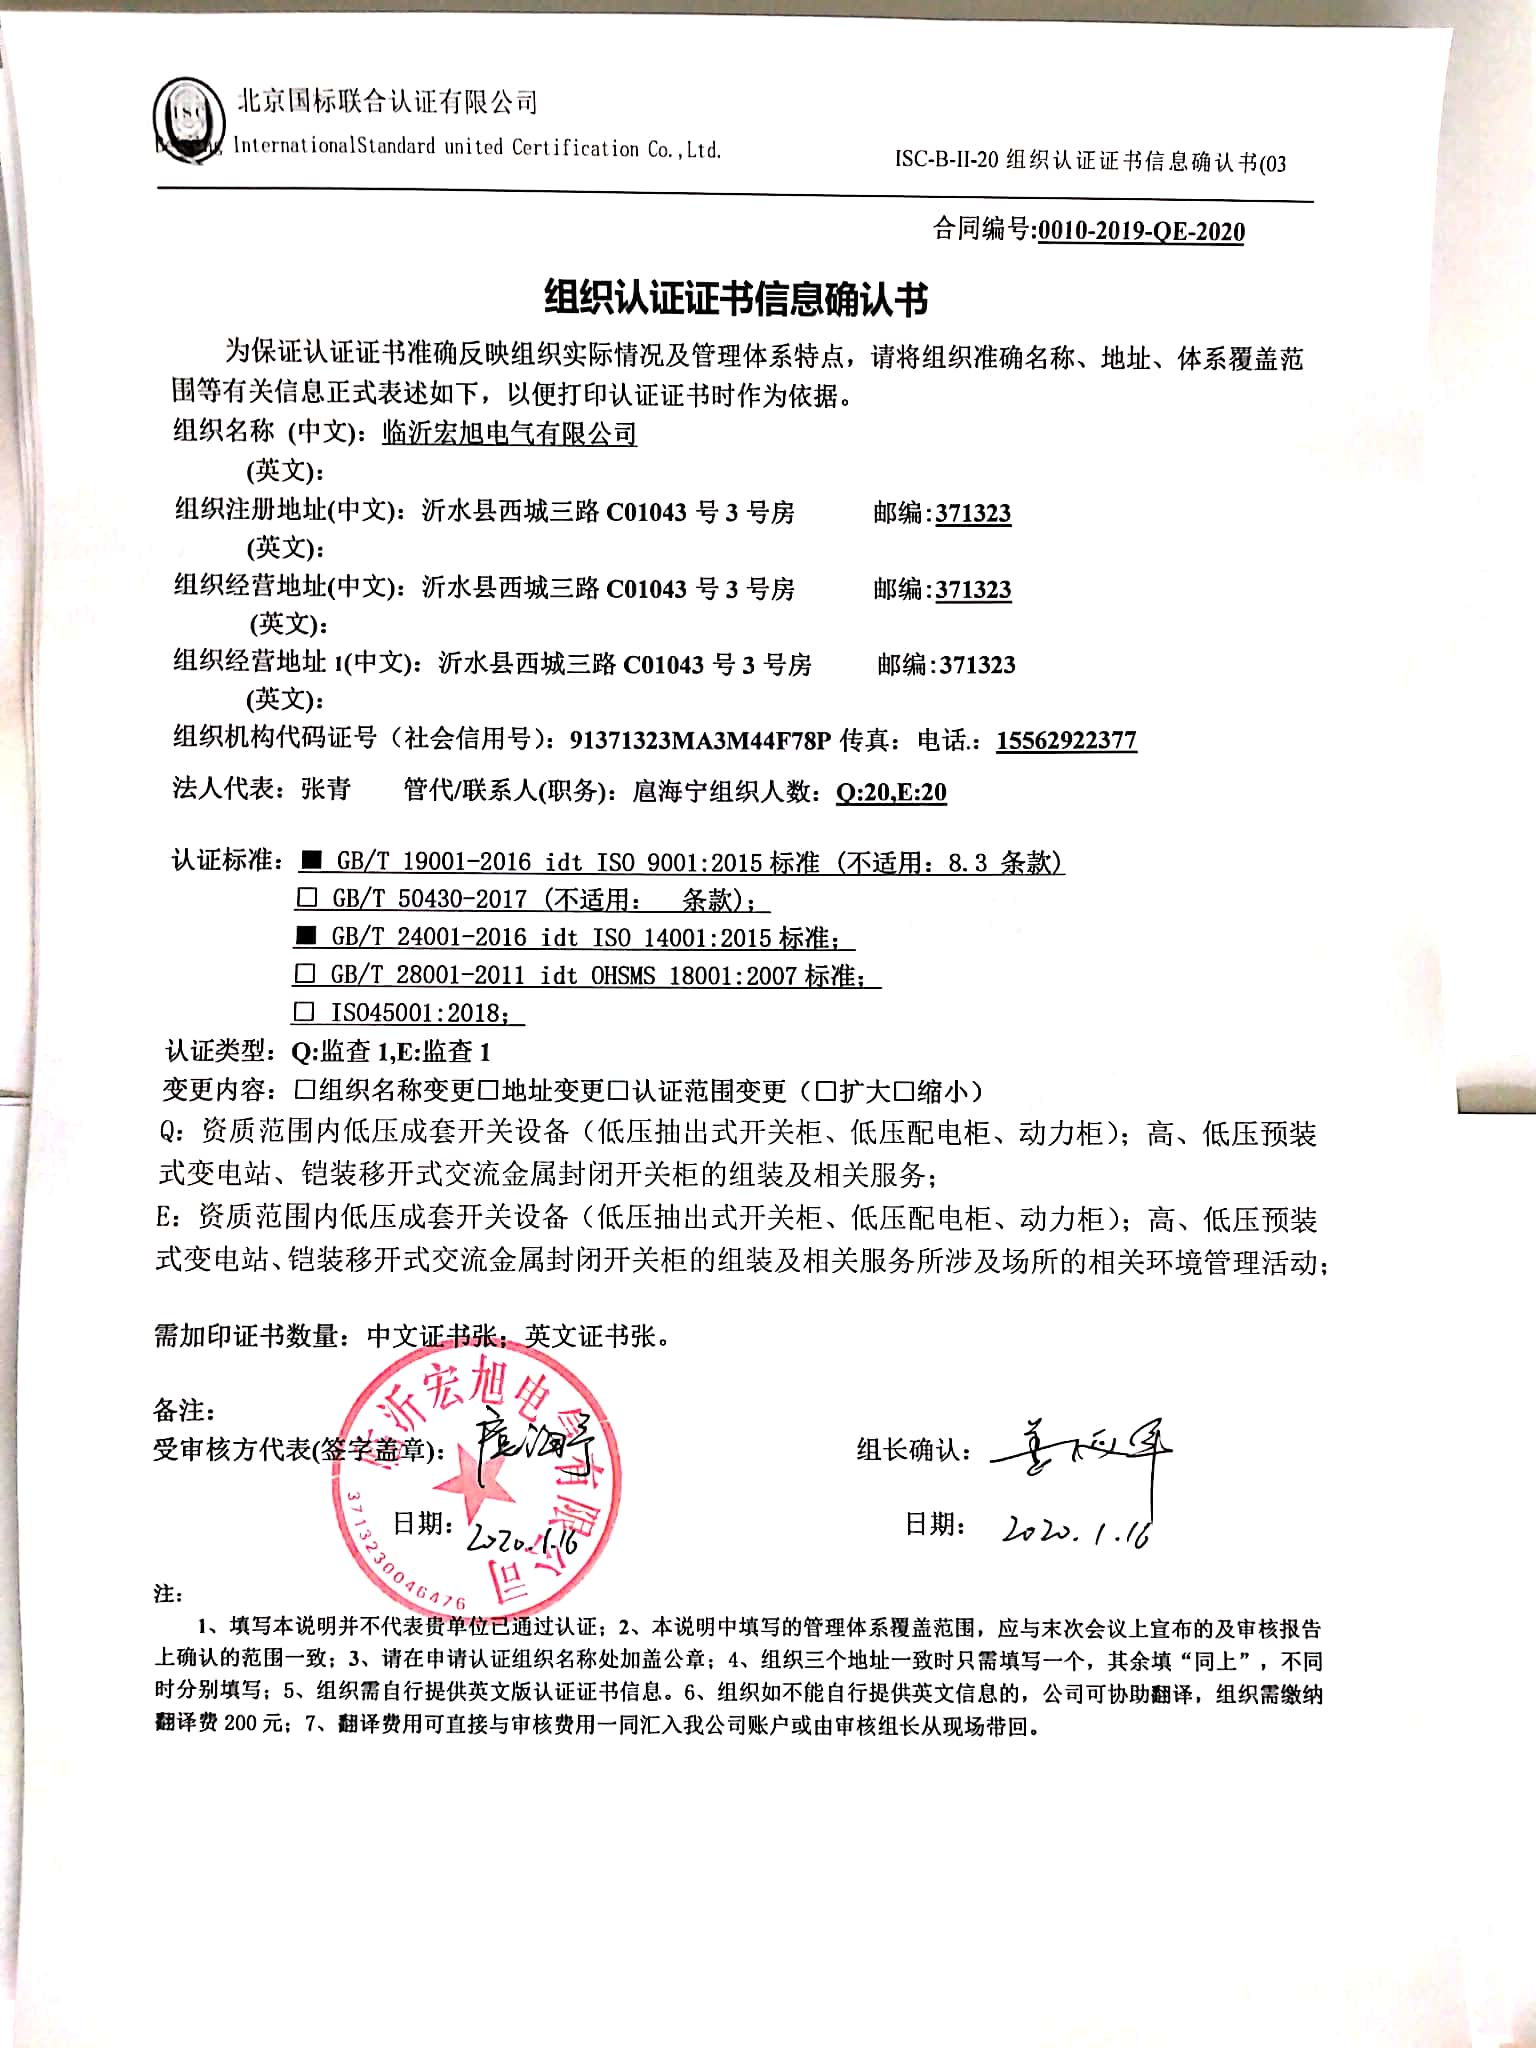 ISC
北京国标联合认证有限公司
Beijing InternationalStandard united Certification Co.,Ltd.
ISC-B-II-20 组织认证证书信息确认书(03
合同编号:0010-2019-QE-2020
组织认证证书信息确认书
为保证认证证书准确反映组织实际情况及管理体系特点，请将组织准确名称、地址、体系覆盖范
围等有关信息正式表述如下，以便打印认证证书时作为依据。
组织名称 (中文)：临沂宏旭电气有限公司
(英文)：
组织注册地址(中文)：沂水县西城三路 C01043 号 3 号房 邮编:371323
(英文)：
组织经营地址(中文)：沂水县西城三路 C01043 号 3 号房 邮编:371323
(英文)：
组织经营地址 1(中文)：沂水县西城三路 C01043 号 3 号房 邮编:371323
(英文)：
组织机构代码证号（社会信用号）：91371323MA3M44F78P 传真：电话.：15562922377
法人代表：张青 管代/联系人(职务)：扈海宁组织人数：Q:20,E:20
认证标准：■ GB/T 19001-2016 idt ISO 9001:2015 标准 (不适用：8.3 条款)
□ GB/T 50430-2017 (不适用： 条款)；
■ GB/T 24001-2016 idt ISO 14001:2015 标准；
□ GB/T 28001-2011 idt OHSMS 18001:2007 标准；
□ ISO45001:2018；
认证类型：Q:监查 1,E:监查 1
变更内容：□组织名称变更□地址变更□认证范围变更（□扩大□缩小）
Q：资质范围内低压成套开关设备（低压抽出式开关柜、低压配电柜、动力柜）；高、低压预装
式变电站、铠装移开式交流金属封闭开关柜的组装及相关服务；
E：资质范围内低压成套开关设备（低压抽出式开关柜、低压配电柜、动力柜）；高、低压预装
式变电站、铠装移开式交流金属封闭开关柜的组装及相关服务所涉及场所的相关环境管理活动；
需加印证书数量：中文证书张；英文证书张。
备注：
受审核方代表(签字盖章)：扈海宁 组长确认：
日期：2020.1.16 日期：2020.1.16
临沂宏旭电气有限公司
3713230046476
注：
1、填写本说明并不代表贵单位已通过认证；2、本说明中填写的管理体系覆盖范围，应与末次会议上宣布的及审核报告
上确认的范围一致；3、请在申请认证组织名称处加盖公章；4、组织三个地址一致时只需填写一个，其余填“同上”，不同
时分别填写；5、组织需自行提供英文版认证证书信息。6、组织如不能自行提供英文信息的，公司可协助翻译，组织需缴纳
翻译费 200 元；7、翻译费用可直接与审核费用一同汇入我公司账户或由审核组长从现场带回。